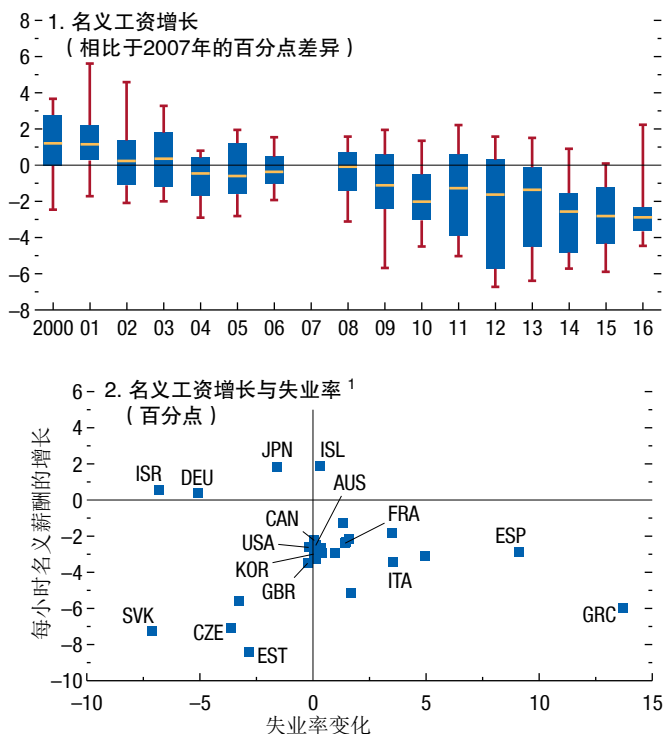 1. 名义工资增长
（相比于2007年的百分点差异）
8
6
4
2
0
–2
–4
–6
–8
2000 01 02 03 04 05 06 07 08 09 10 11 12 13 14 15 16
2. 名义工资增长与失业率 1
（百分点）
每小时名义薪酬的增长
6
4
2
0
–2
–4
–6
–8
–10
JPN ISL
ISR DEU
AUS
CAN FRA
USA ESP
KOR
GBR ITA
SVK CZE GRC
EST
–10 –5 0 5 10 15
失业率变化